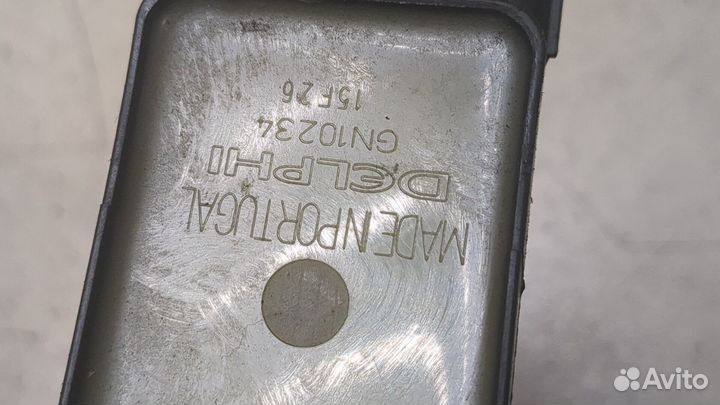 MADE IN PORTUGAL
DELPHI
GN10234
15F26
Avito